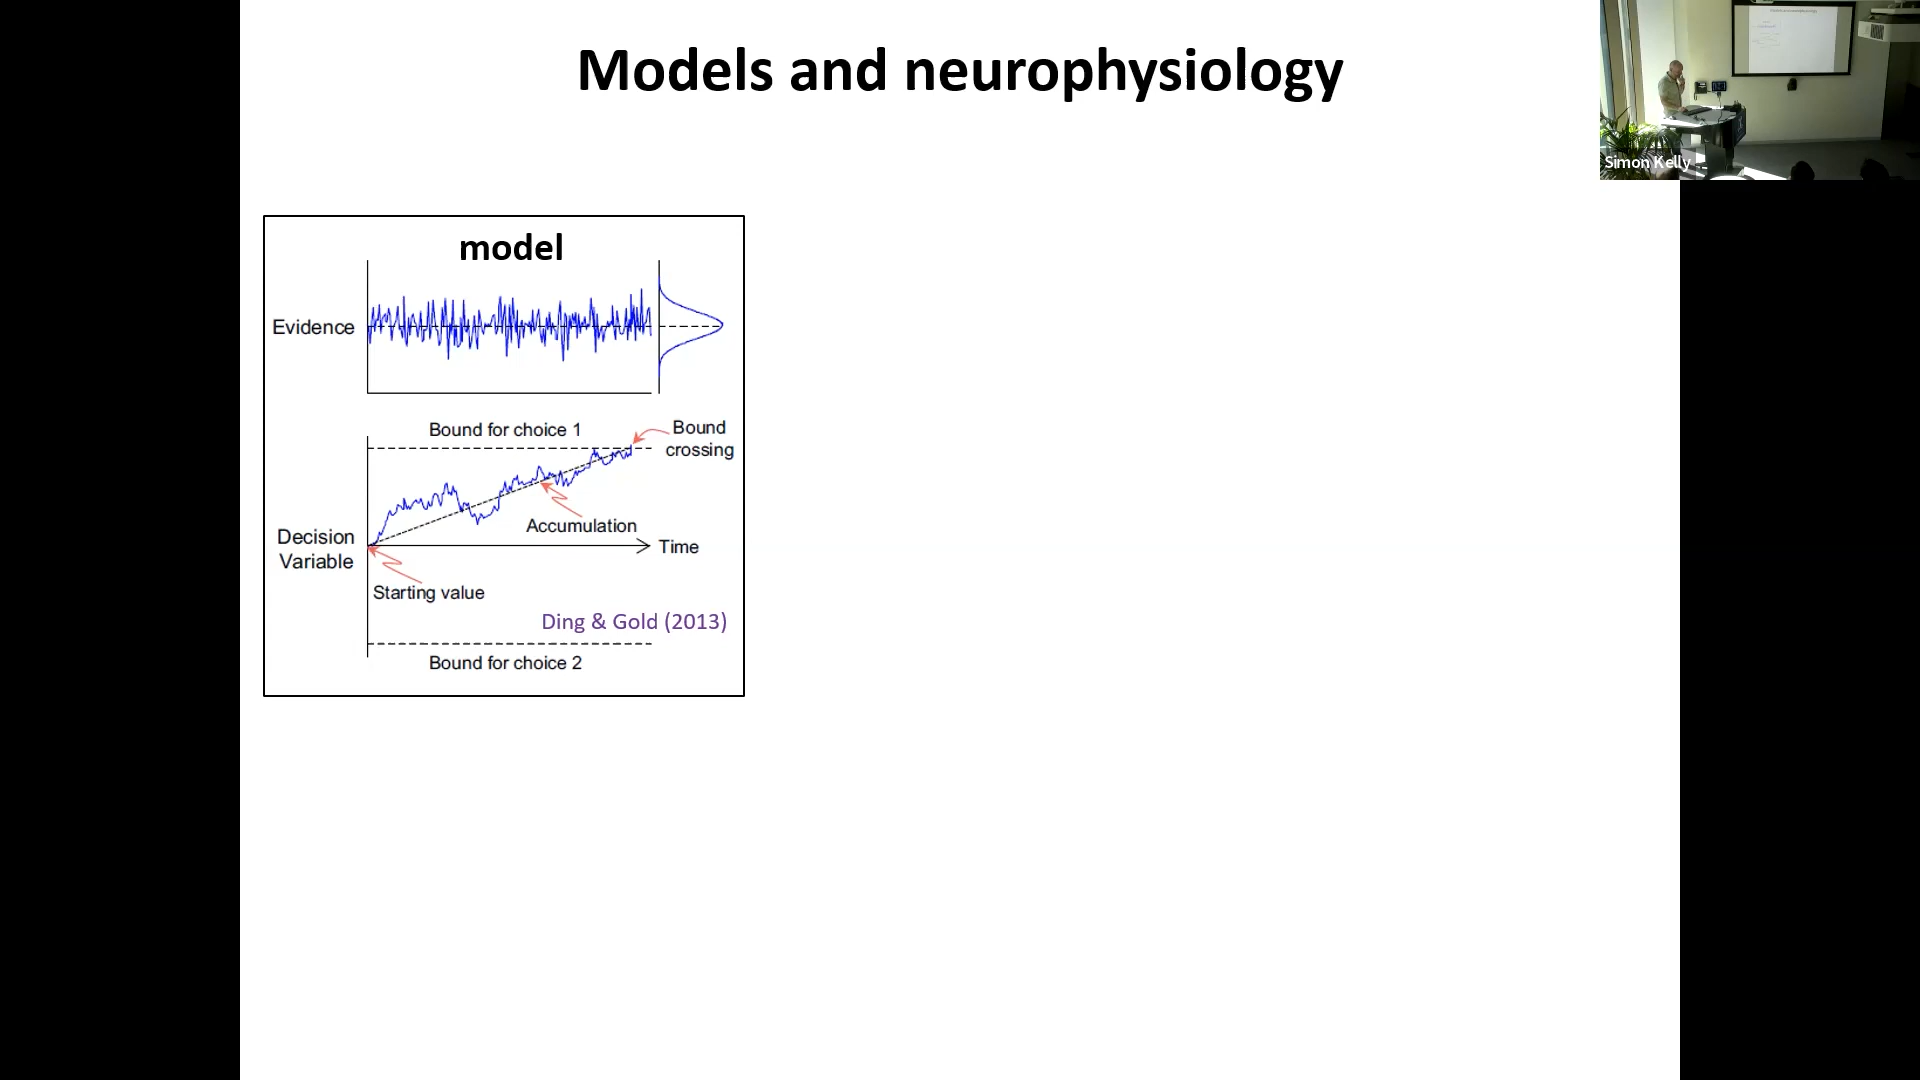 Models and neurophysiology
Simon Kelly
model
Evidence
Bound for choice 1
Bound
crossing
Accumulation
Decision
Variable
Time
Starting value
Ding & Gold (2013)
Bound for choice 2